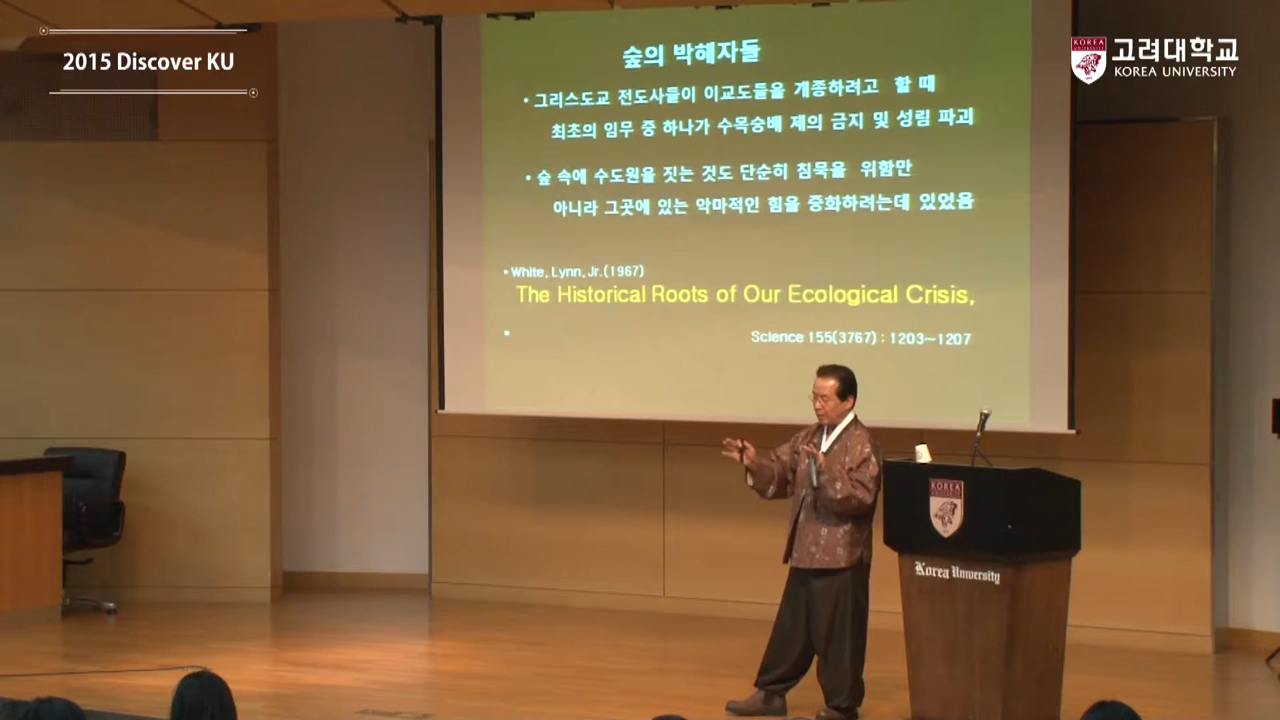 2015 Discover KU
KOREA
고려대학교
KOREA UNIVERSITY
숲의 박해자들
• 그리스도교 전도사들이 이교도들을 개종하려고 할 때
최초의 임무 중 하나가 수목숭배 제의 금지 및 성림 파괴
• 숲 속에 수도원을 짓는 것도 단순히 침묵을 위함만
아니라 그곳에 있는 악마적인 힘을 중화하려는데 있었음
• White, Lynn, Jr.(1967)
The Historical Roots of Our Ecological Crisis,
• Science 155(3767) : 1203~1207
KOREA
Korea University